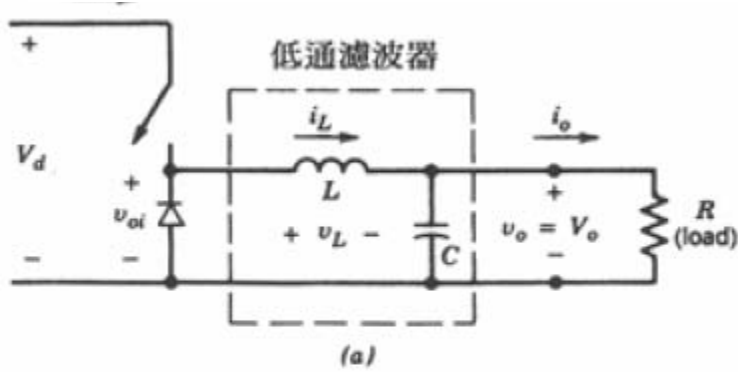 低通濾波器
+
i_L
i_o
V_d
+
v_oi
L
+ v_L −
C
+
v_o = V_o
R
(load)
−
−
−
(a)